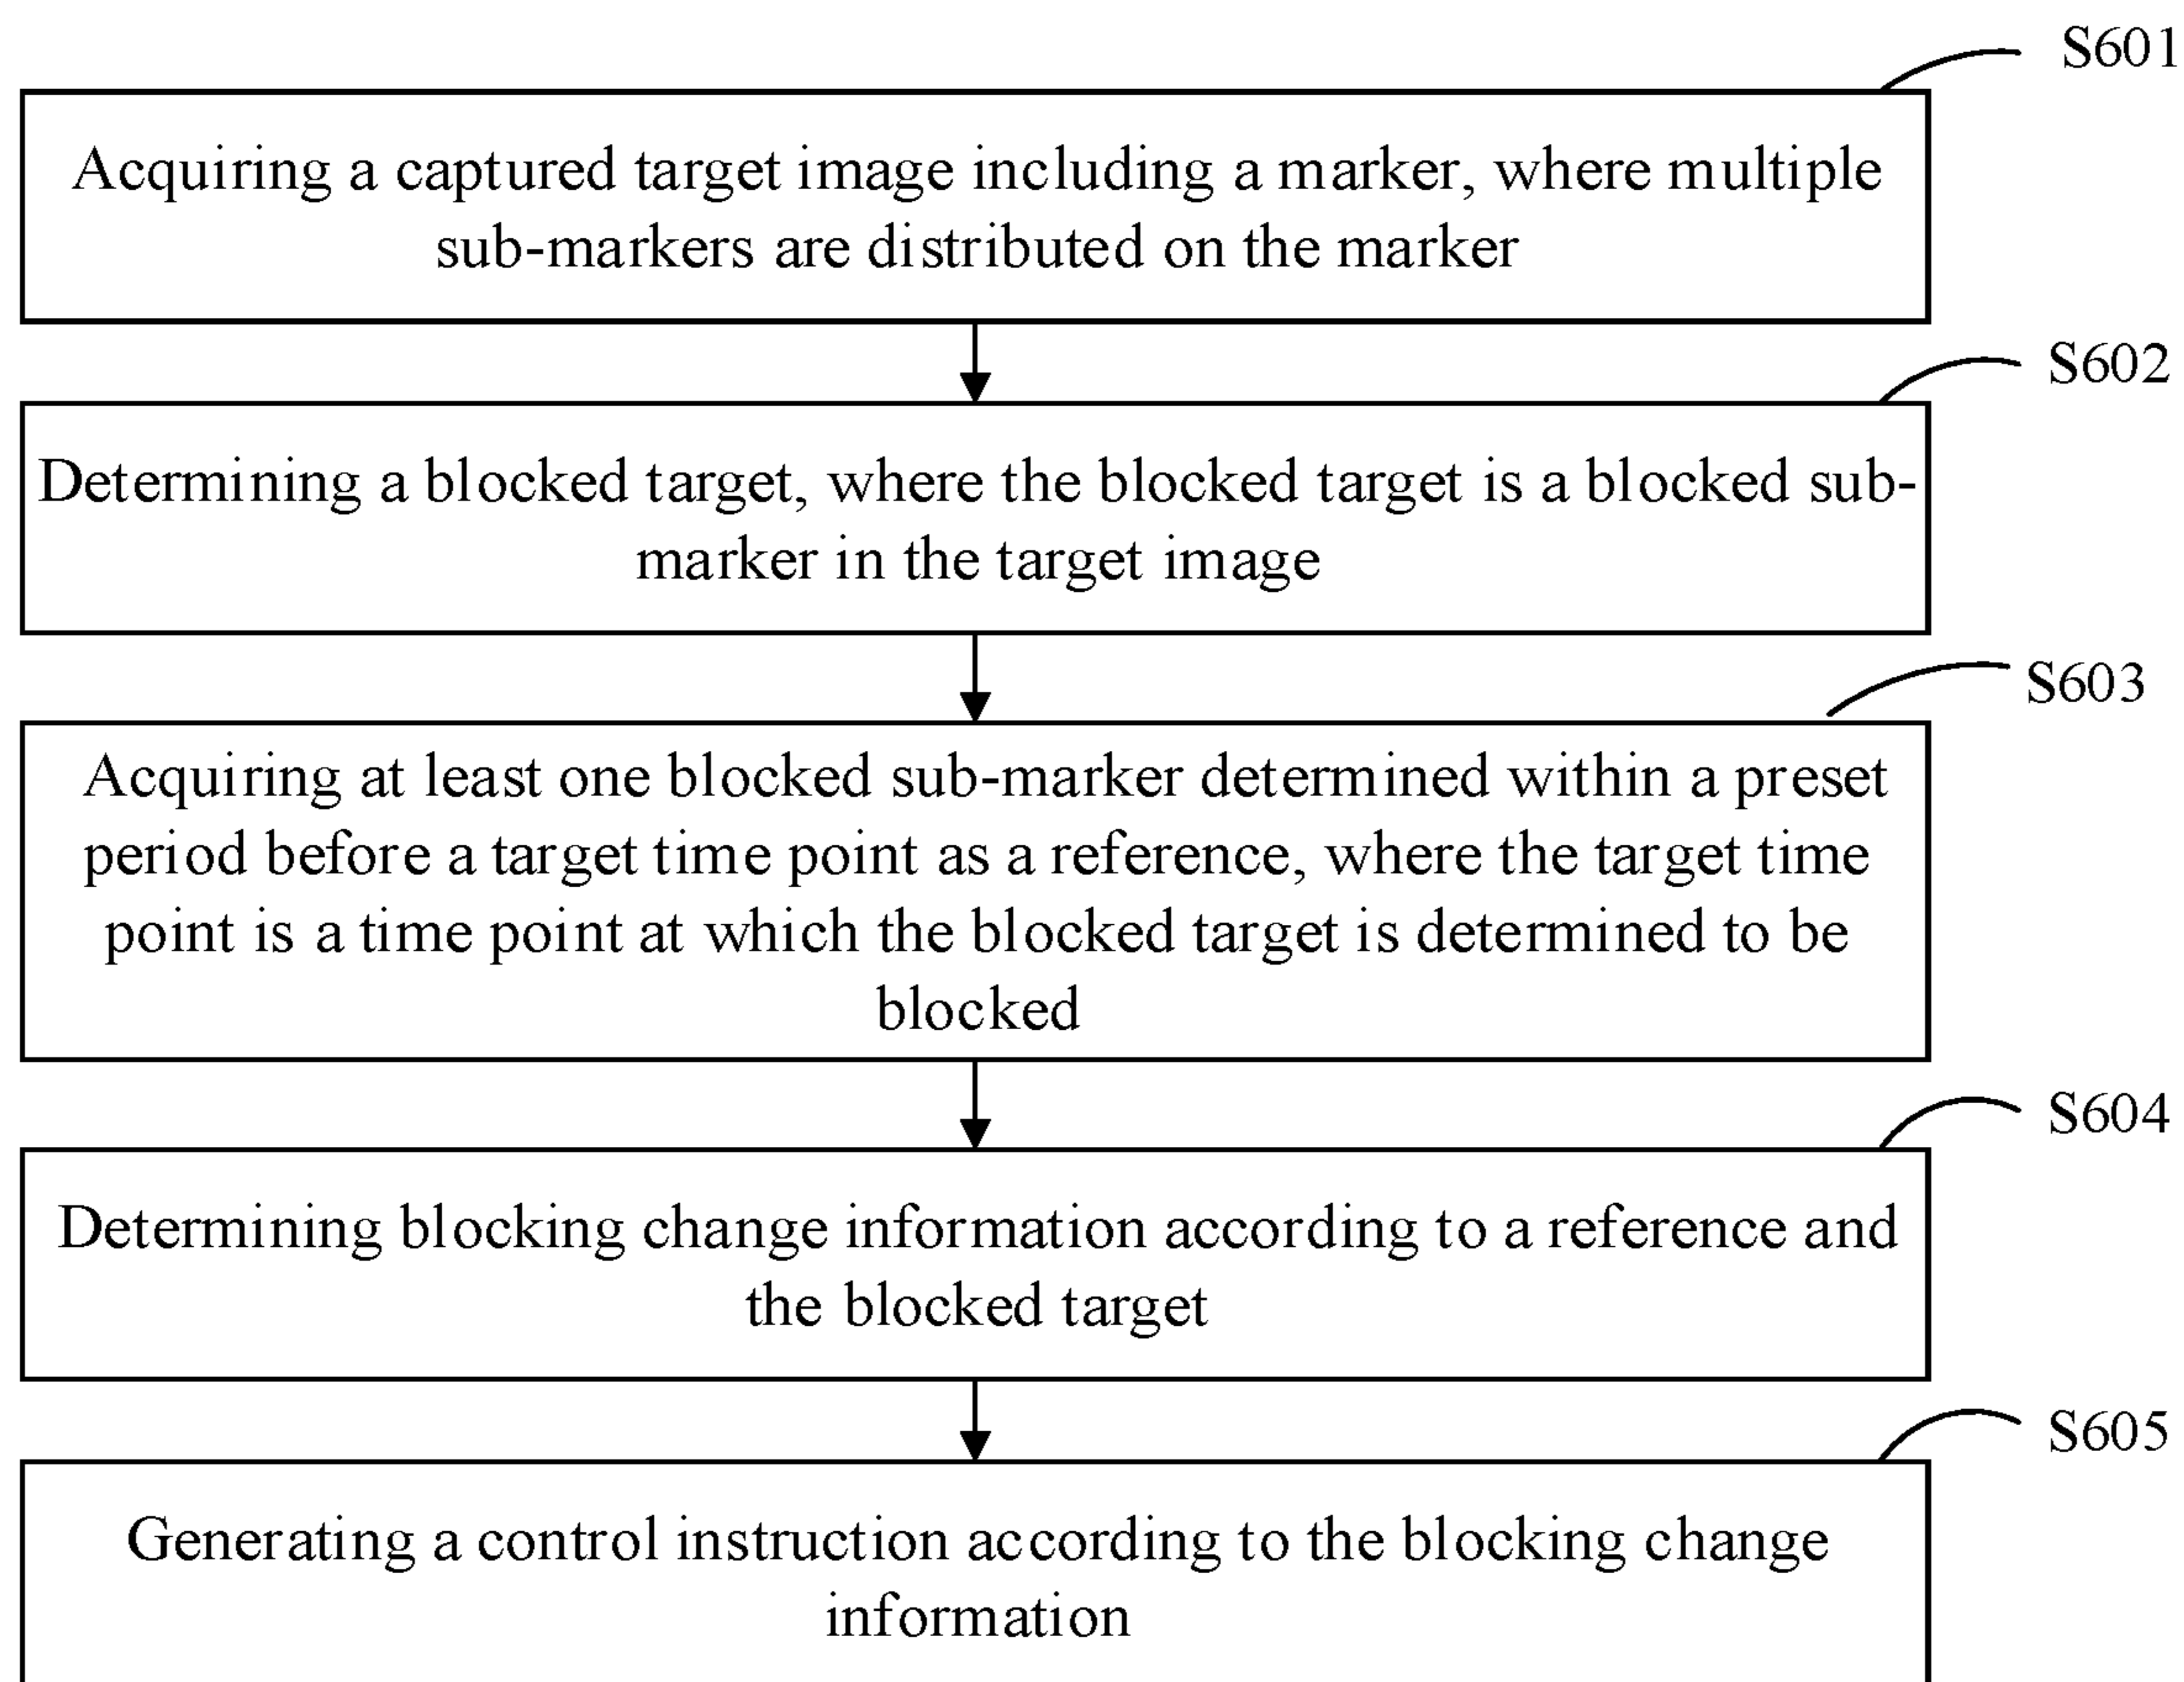 S601
Acquiring a captured target image including a marker, where multiple
sub-markers are distributed on the marker
S602
Determining a blocked target, where the blocked target is a blocked sub-
marker in the target image
S603
Acquiring at least one blocked sub-marker determined within a preset
period before a target time point as a reference, where the target time
point is a time point at which the blocked target is determined to be
blocked
S604
Determining blocking change information according to a reference and
the blocked target
S605
Generating a control instruction according to the blocking change
information